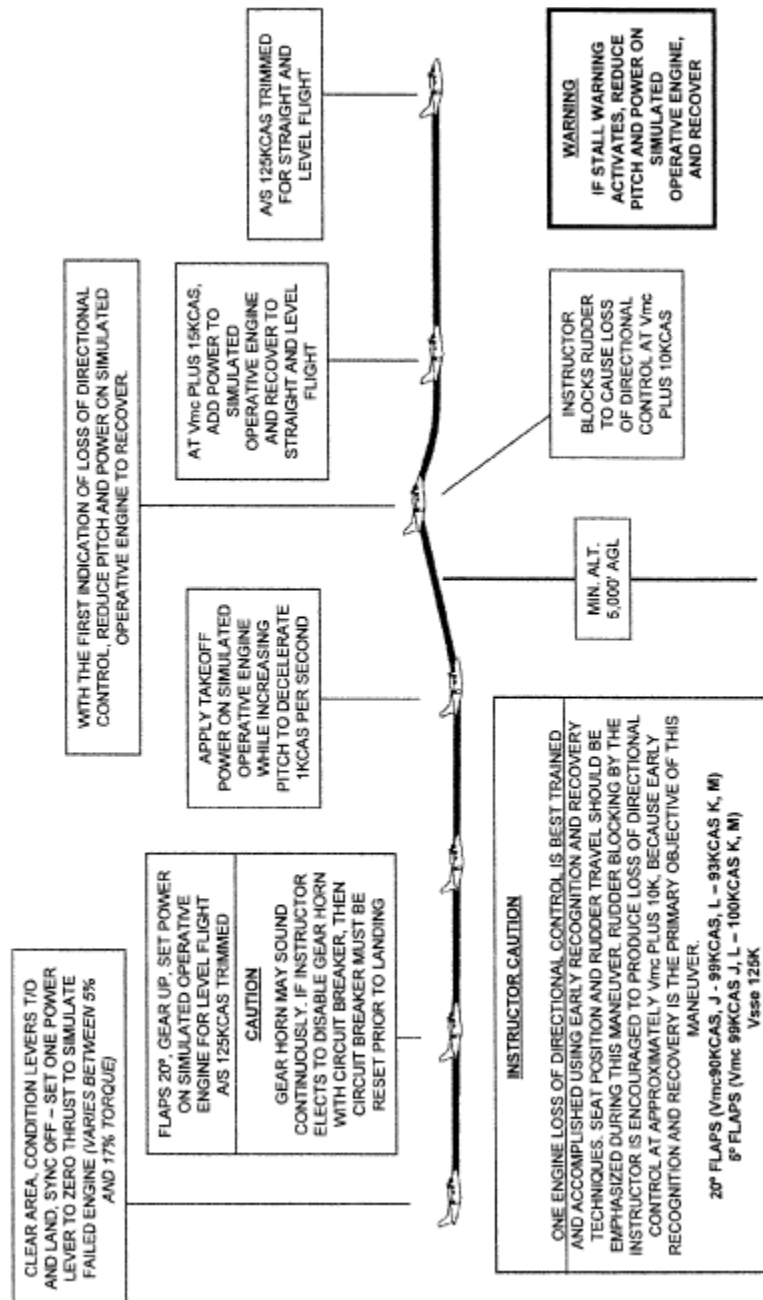 CLEAR AREA, CONDITION LEVERS T/O
AND LAND, SYNC OFF – SET ONE POWER
LEVER TO ZERO THRUST TO SIMULATE
FAILED ENGINE (VARIES BETWEEN 5%
AND 17% TORQUE)
FLAPS 20º, GEAR UP, SET POWER
ON SIMULATED OPERATIVE
ENGINE FOR LEVEL FLIGHT
A/S 125KCAS TRIMMED
CAUTION
GEAR HORN MAY SOUND
CONTINUOUSLY. IF INSTRUCTOR
ELECTS TO DISABLE GEAR HORN
WITH CIRCUIT BREAKER, THEN
CIRCUIT BREAKER MUST BE
RESET PRIOR TO LANDING
APPLY TAKEOFF
POWER ON SIMULATED
OPERATIVE ENGINE
WHILE INCREASING
PITCH TO DECELERATE
1KCAS PER SECOND
WITH THE FIRST INDICATION OF LOSS OF DIRECTIONAL
CONTROL, REDUCE PITCH AND POWER ON SIMULATED
OPERATIVE ENGINE TO RECOVER.
AT Vmc PLUS 15KCAS,
ADD POWER TO
SIMULATED
OPERATIVE ENGINE
AND RECOVER TO
STRAIGHT AND LEVEL
FLIGHT
A/S 125KCAS TRIMMED
FOR STRAIGHT AND
LEVEL FLIGHT
INSTRUCTOR CAUTION
ONE ENGINE LOSS OF DIRECTIONAL CONTROL IS BEST TRAINED
AND ACCOMPLISHED USING EARLY RECOGNITION AND RECOVERY
TECHNIQUES. SEAT POSITION AND RUDDER TRAVEL SHOULD BE
EMPHASIZED DURING THIS MANEUVER. RUDDER BLOCKING BY THE
INSTRUCTOR IS ENCOURAGED TO PRODUCE LOSS OF DIRECTIONAL
CONTROL AT APPROXIMATELY Vmc PLUS 10K, BECAUSE EARLY
RECOGNITION AND RECOVERY IS THE PRIMARY OBJECTIVE OF THIS
MANEUVER.
20º FLAPS (Vmc90KCAS, J - 99KCAS, L – 93KCAS K, M)
5º FLAPS (Vmc 99KCAS J, L – 100KCAS K, M)
Vsse 125K
MIN. ALT.
5,000' AGL
INSTRUCTOR
BLOCKS RUDDER
TO CAUSE LOSS
OF DIRECTIONAL
CONTROL AT Vmc
PLUS 10KCAS
WARNING
IF STALL WARNING
ACTIVATES, REDUCE
PITCH AND POWER ON
SIMULATED
OPERATIVE ENGINE,
AND RECOVER